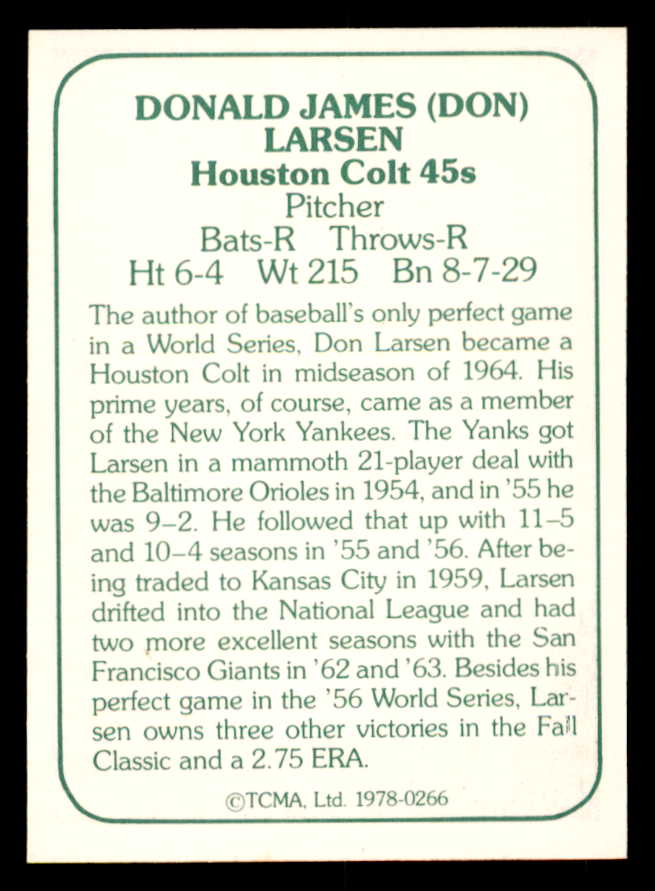 DONALD JAMES (DON)
LARSEN
Houston Colt 45s
Pitcher
Bats-R Throws-R
Ht 6-4 Wt 215 Bn 8-7-29
The author of baseball's only perfect game
in a World Series, Don Larsen became a
Houston Colt in midseason of 1964. His
prime years, of course, came as a member
of the New York Yankees. The Yanks got
Larsen in a mammoth 21-player deal with
the Baltimore Orioles in 1954, and in '55 he
was 9–2. He followed that up with 11–5
and 10–4 seasons in '55 and '56. After be-
ing traded to Kansas City in 1959, Larsen
drifted into the National League and had
two more excellent seasons with the San
Francisco Giants in '62 and '63. Besides his
perfect game in the '56 World Series, Lar-
sen owns three other victories in the Fall
Classic and a 2.75 ERA.
©TCMA, Ltd. 1978-0266